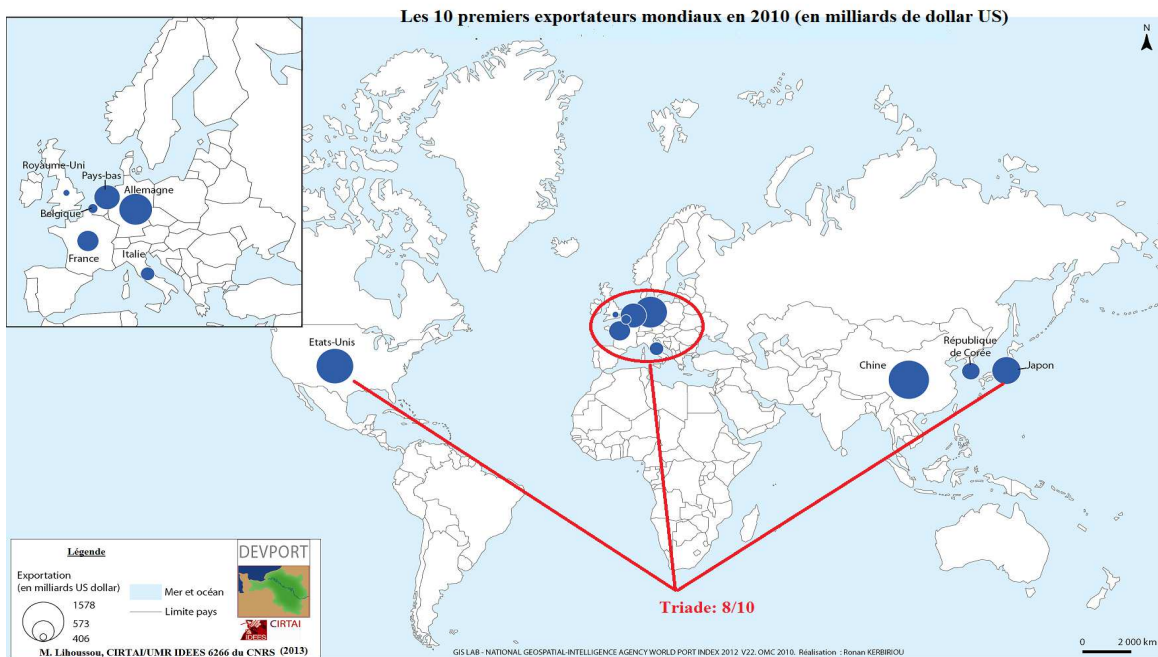 Les 10 premiers exportateurs mondiaux en 2010 (en milliards de dollar US)
N
Royaume-Uni
Pays-bas
Allemagne
Belgique
France
Italie
Etats-Unis
Chine
République
de Corée
Japon
Triade: 8/10
Légende
Exportation
(en milliards US dollar)
1578
573
406
Mer et océan
Limite pays
DEVPORT
IDEES
CIRTAI
M. Lihoussou, CIRTAI/UMR IDEES 6266 du CNRS (2013)
GIS LAB - NATIONAL GEOSPATIAL-INTELLIGENCE AGENCY WORLD PORT INDEX 2012 V22. OMC 2010. Réalisation : Ronan KERBIRIOU
0 2 000 km